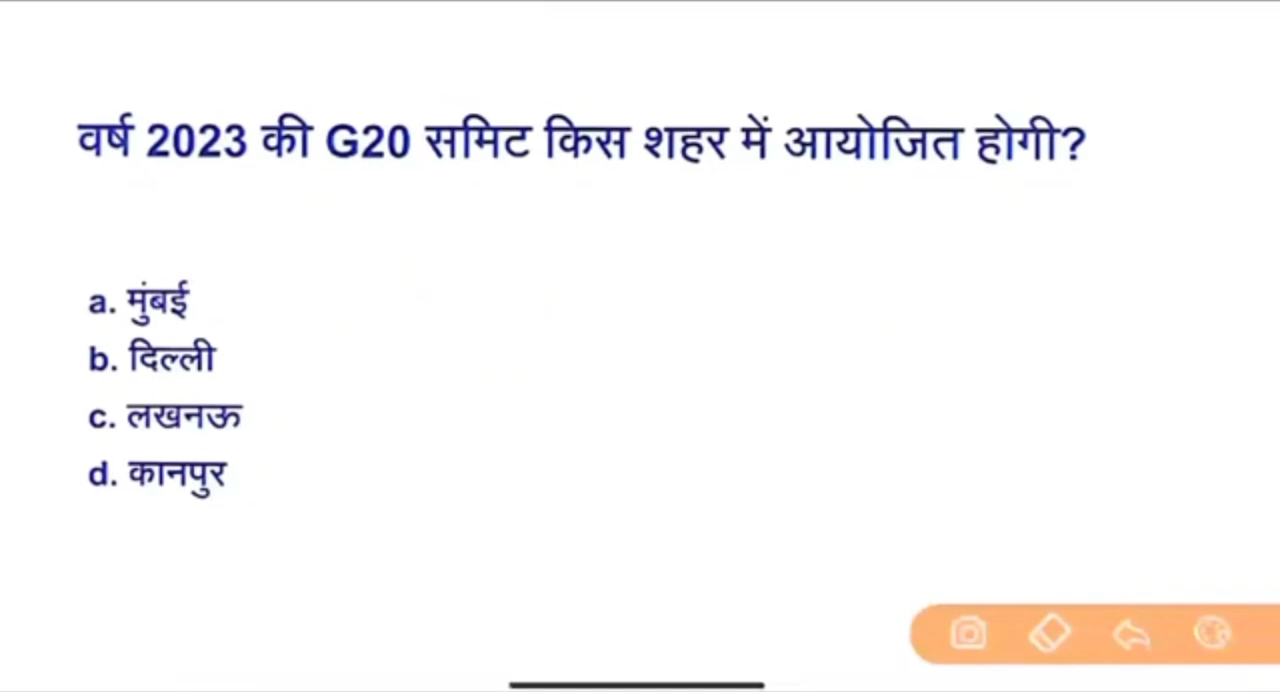 वर्ष 2023 की G20 समिट किस शहर में आयोजित होगी?
a. मुंबई
b. दिल्ली
c. लखनऊ
d. कानपुर